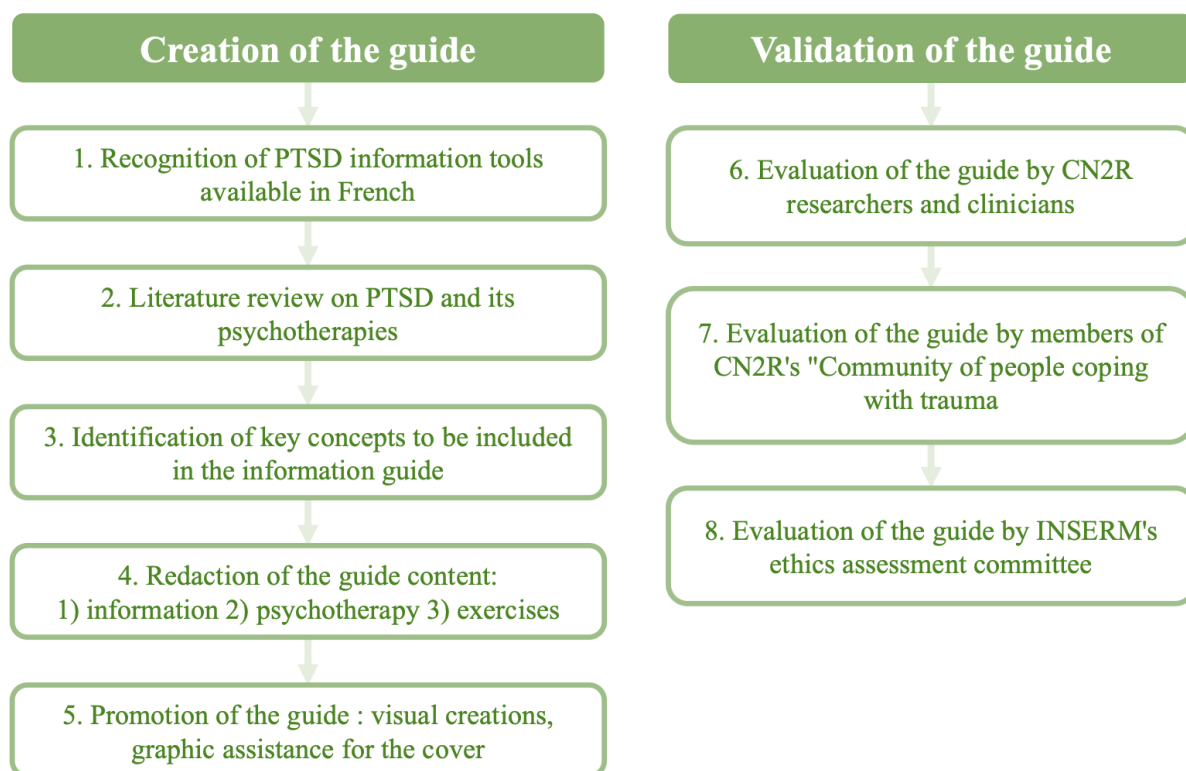 Creation of the guide
1. Recognition of PTSD information tools
available in French
2. Literature review on PTSD and its
psychotherapies
3. Identification of key concepts to be included
in the information guide
4. Redaction of the guide content:
1) information 2) psychotherapy 3) exercises
5. Promotion of the guide : visual creations,
graphic assistance for the cover
Validation of the guide
6. Evaluation of the guide by CN2R
researchers and clinicians
7. Evaluation of the guide by members of
CN2R's "Community of people coping
with trauma
8. Evaluation of the guide by INSERM's
ethics assessment committee